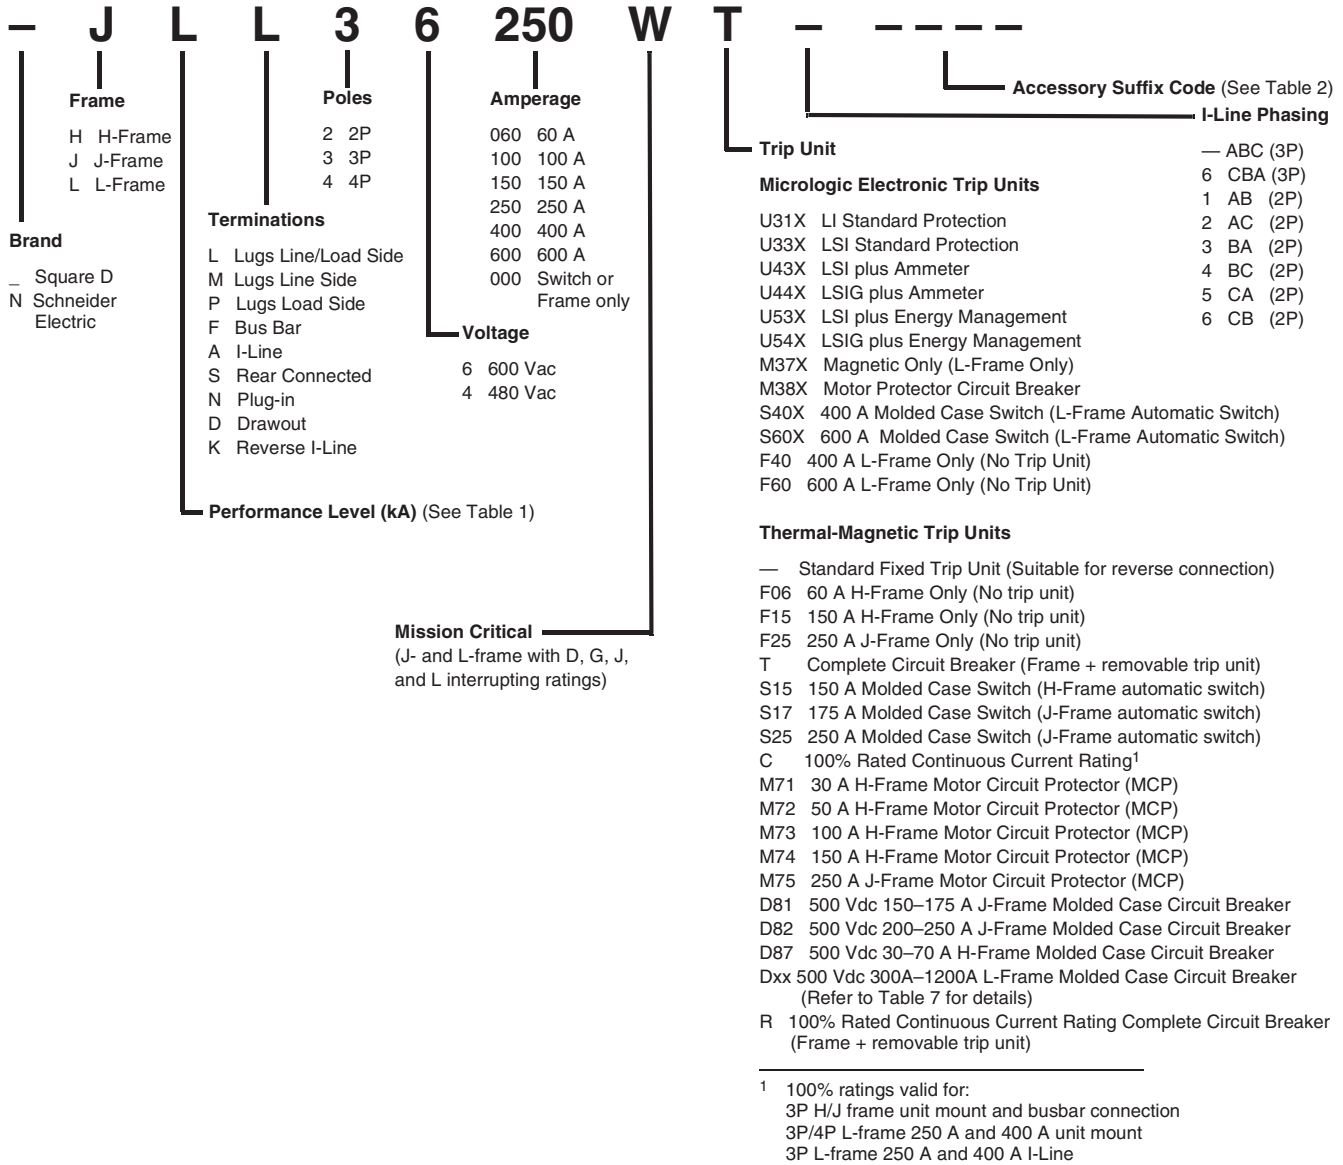 – J L L 3 6 250 W T – – – – –
Frame
H H-Frame
J J-Frame
L L-Frame
Poles
2 2P
3 3P
4 4P
Amperage
060 60 A
100 100 A
150 150 A
250 250 A
400 400 A
600 600 A
000 Switch or
Frame only
Accessory Suffix Code (See Table 2)
I-Line Phasing
— ABC (3P)
6 CBA (3P)
1 AB (2P)
2 AC (2P)
3 BA (2P)
4 BC (2P)
5 CA (2P)
6 CB (2P)
Brand
_ Square D
N Schneider
Electric
Terminations
L Lugs Line/Load Side
M Lugs Line Side
P Lugs Load Side
F Bus Bar
A I-Line
S Rear Connected
N Plug-in
D Drawout
K Reverse I-Line
Voltage
6 600 Vac
4 480 Vac
Performance Level (kA) (See Table 1)
Mission Critical
(J- and L-frame with D, G, J,
and L interrupting ratings)
Trip Unit
Micrologic Electronic Trip Units
U31X LI Standard Protection
U33X LSI Standard Protection
U43X LSI plus Ammeter
U44X LSIG plus Ammeter
U53X LSI plus Energy Management
U54X LSIG plus Energy Management
M37X Magnetic Only (L-Frame Only)
M38X Motor Protector Circuit Breaker
S40X 400 A Molded Case Switch (L-Frame Automatic Switch)
S60X 600 A Molded Case Switch (L-Frame Automatic Switch)
F40 400 A L-Frame Only (No Trip Unit)
F60 600 A L-Frame Only (No Trip Unit)
Thermal-Magnetic Trip Units
— Standard Fixed Trip Unit (Suitable for reverse connection)
F06 60 A H-Frame Only (No trip unit)
F15 150 A H-Frame Only (No trip unit)
F25 250 A J-Frame Only (No trip unit)
T Complete Circuit Breaker (Frame + removable trip unit)
S15 150 A Molded Case Switch (H-Frame automatic switch)
S17 175 A Molded Case Switch (J-Frame automatic switch)
S25 250 A Molded Case Switch (J-Frame automatic switch)
C 100% Rated Continuous Current Rating1
M71 30 A H-Frame Motor Circuit Protector (MCP)
M72 50 A H-Frame Motor Circuit Protector (MCP)
M73 100 A H-Frame Motor Circuit Protector (MCP)
M74 150 A H-Frame Motor Circuit Protector (MCP)
M75 250 A J-Frame Motor Circuit Protector (MCP)
D81 500 Vdc 150–175 A J-Frame Molded Case Circuit Breaker
D82 500 Vdc 200–250 A J-Frame Molded Case Circuit Breaker
D87 500 Vdc 30–70 A H-Frame Molded Case Circuit Breaker
Dxx 500 Vdc 300A–1200A L-Frame Molded Case Circuit Breaker
(Refer to Table 7 for details)
R 100% Rated Continuous Current Rating Complete Circuit Breaker
(Frame + removable trip unit)
1 100% ratings valid for:
3P H/J frame unit mount and busbar connection
3P/4P L-frame 250 A and 400 A unit mount
3P L-frame 250 A and 400 A I-Line